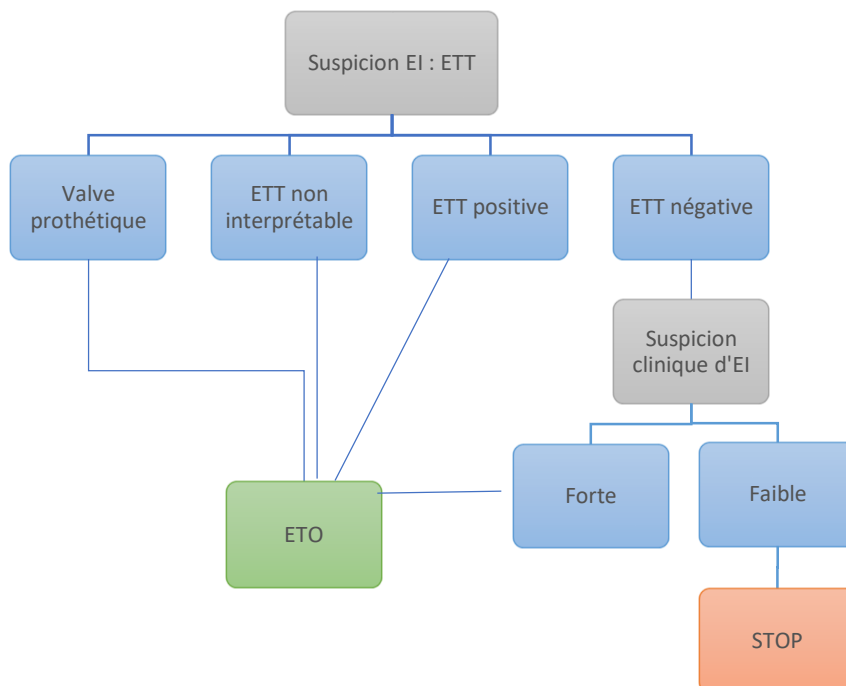 Suspicion EI : ETT
Valve
prothétique
ETT non
interprétable
ETT positive
ETT négative
Suspicion
clinique d'EI
Forte
Faible
ETO
STOP